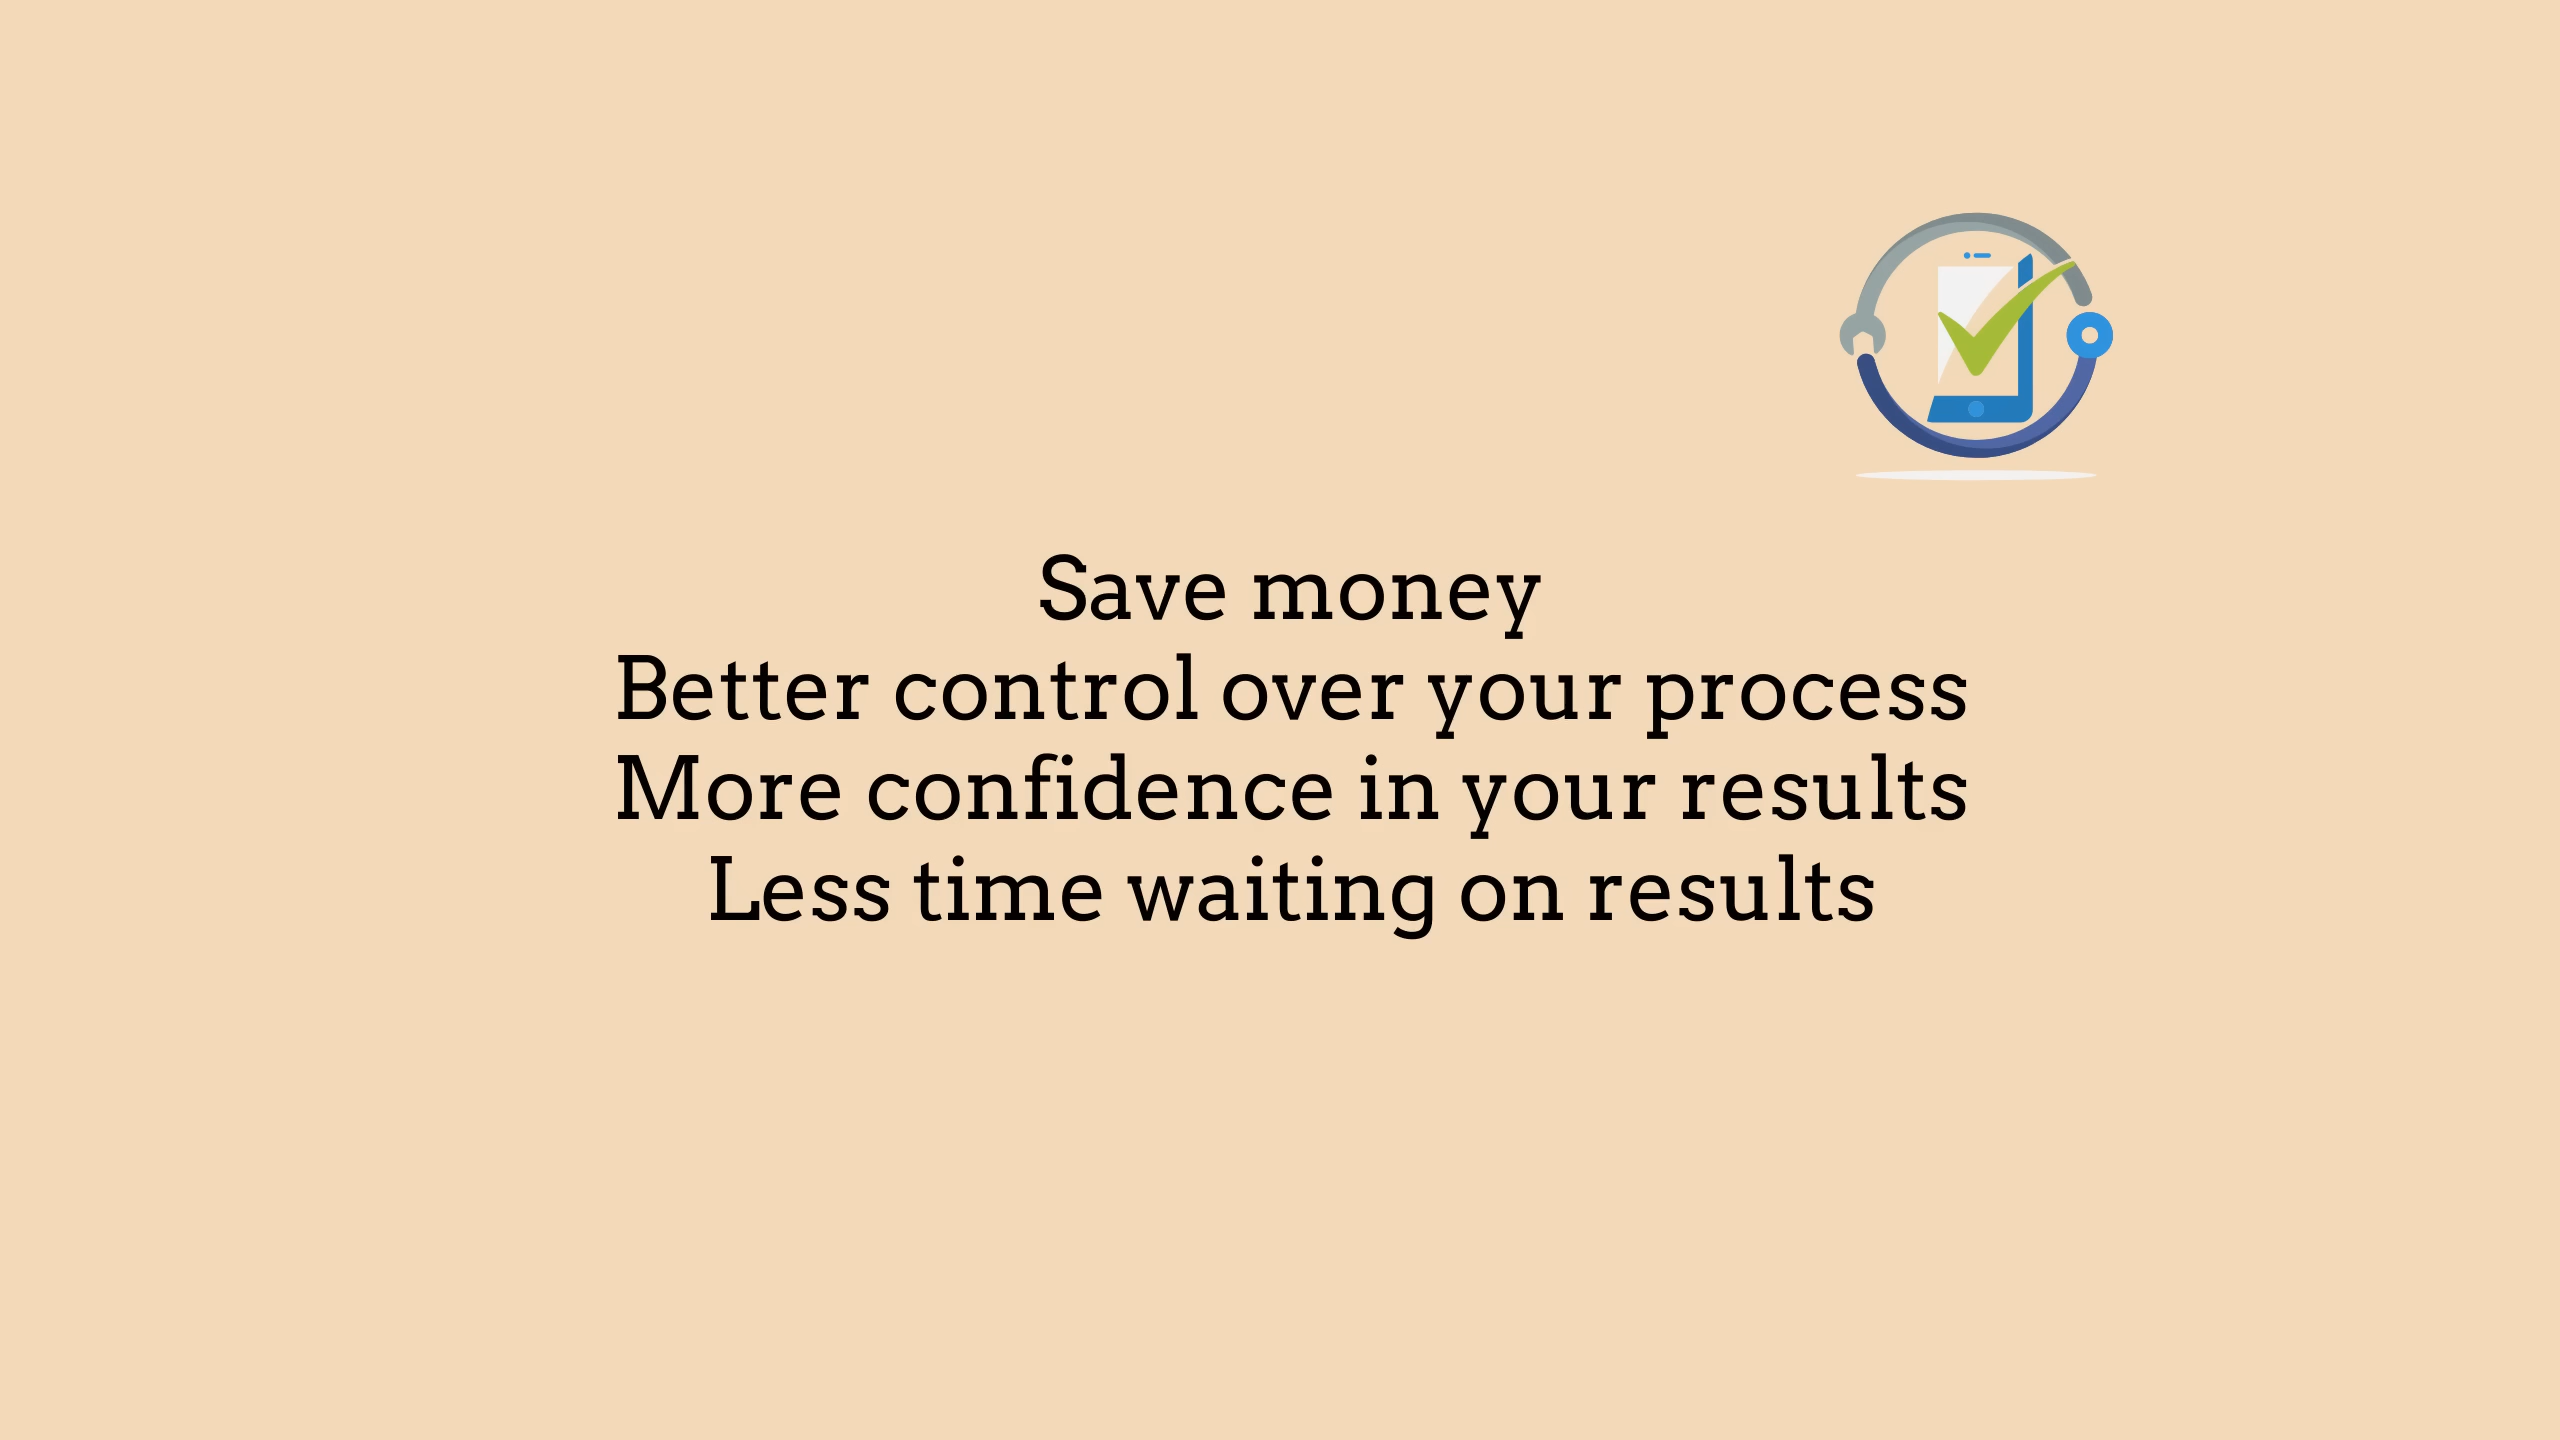 Save money
Better control over your process
More confidence in your results
Less time waiting on results